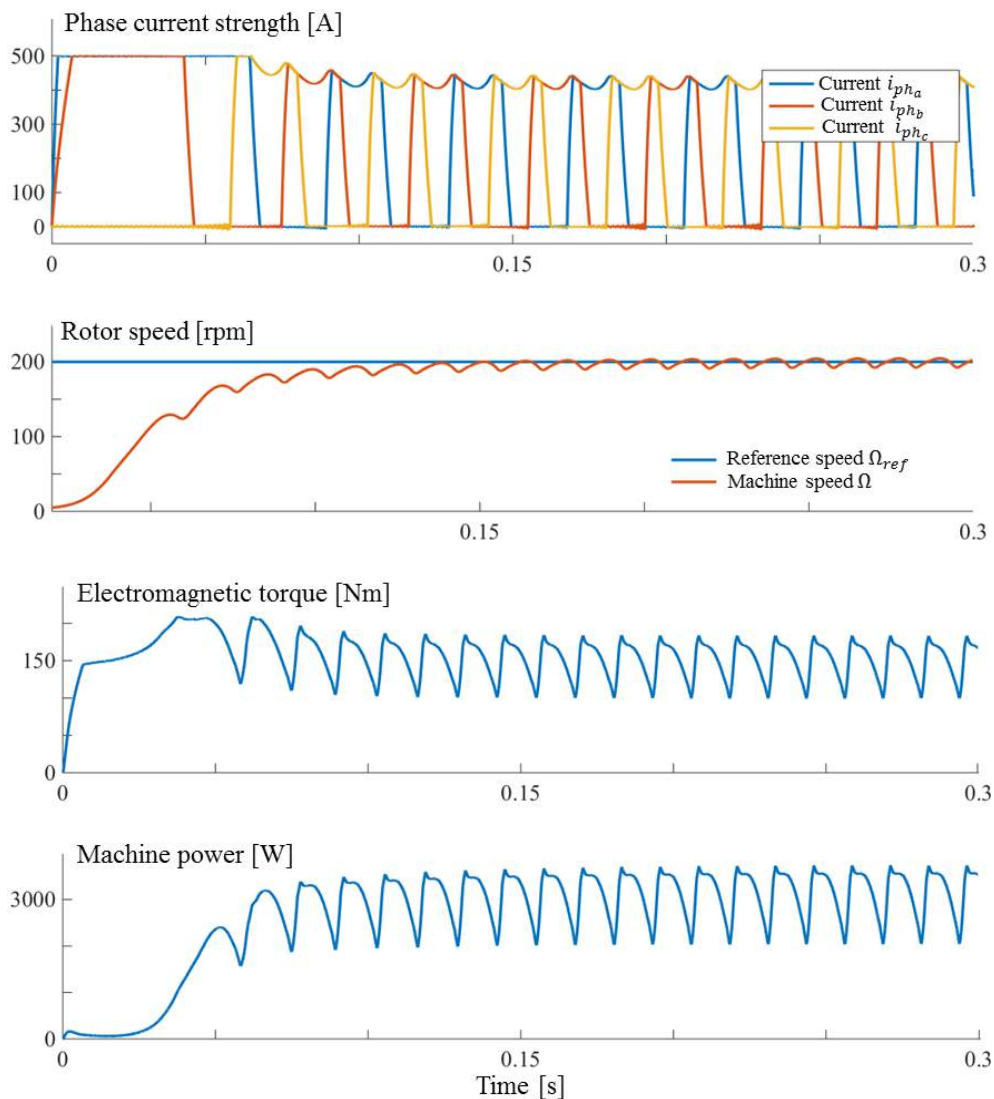 Phase current strength [A]
500
300
100
0
Current i_ph_a
Current i_ph_b
Current i_ph_c
0 0.15 0.3
Rotor speed [rpm]
200
100
0
Reference speed Ω_ref
Machine speed Ω
0.15 0.3
Electromagnetic torque [Nm]
150
0
0 0.15 0.3
Machine power [W]
3000
0
0 0.15 0.3
Time [s]